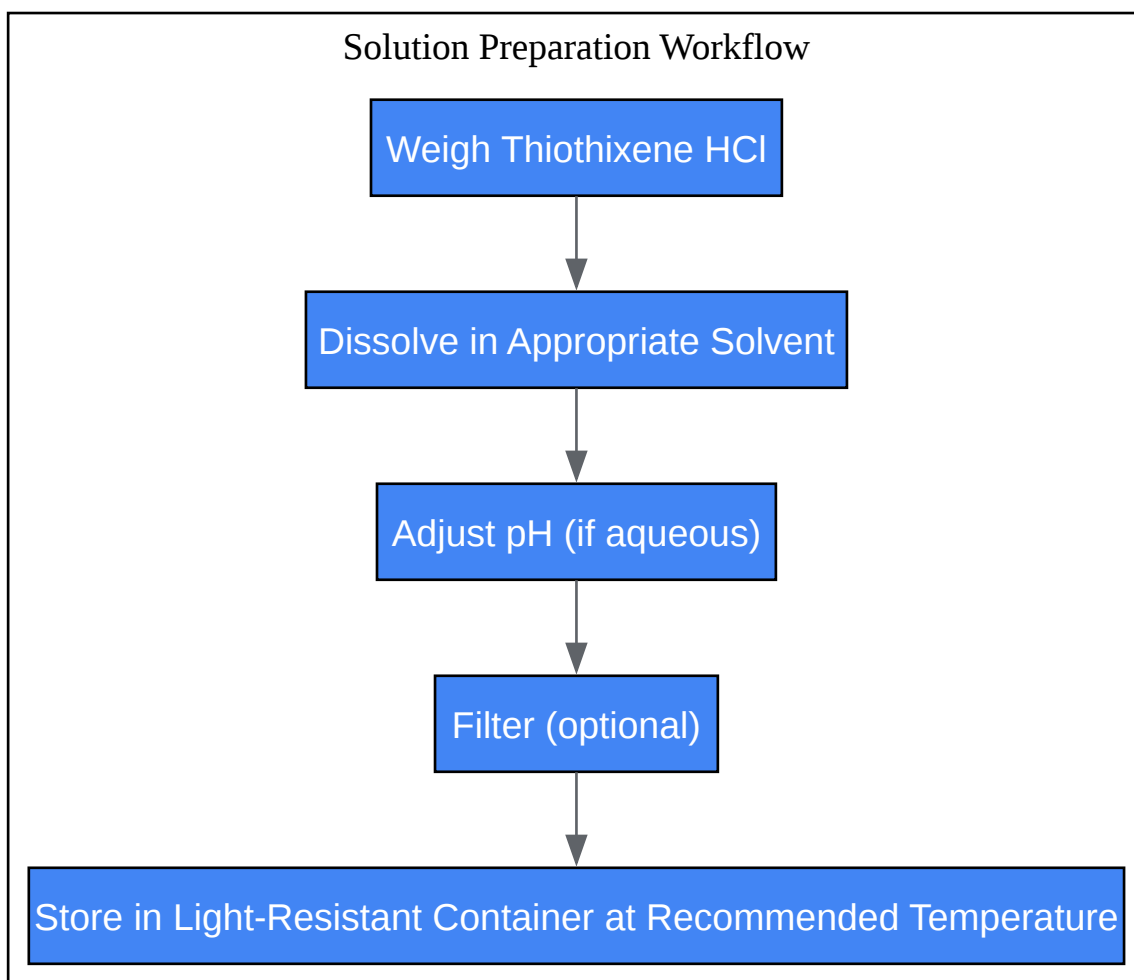 Solution Preparation Workflow
Weigh Thiothixene HCl
Dissolve in Appropriate Solvent
Adjust pH (if aqueous)
Filter (optional)
Store in Light-Resistant Container at Recommended Temperature